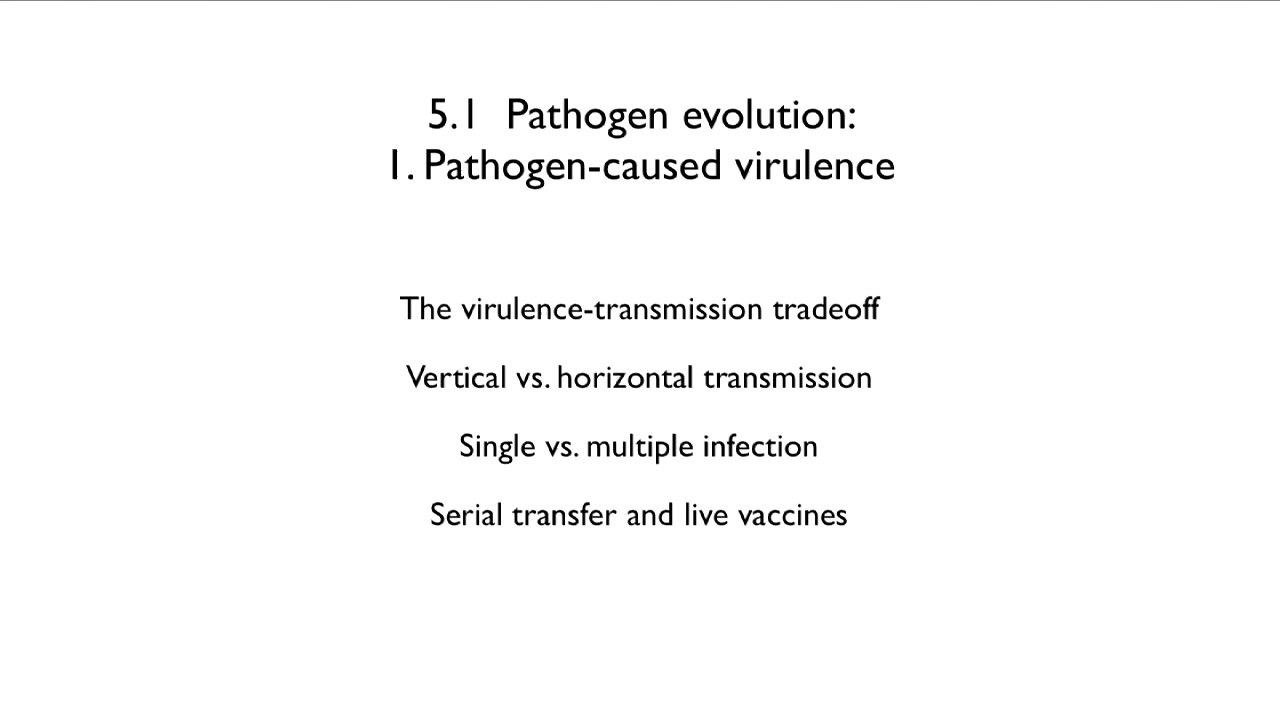 5.1 Pathogen evolution:
1. Pathogen-caused virulence
The virulence-transmission tradeoff
Vertical vs. horizontal transmission
Single vs. multiple infection
Serial transfer and live vaccines